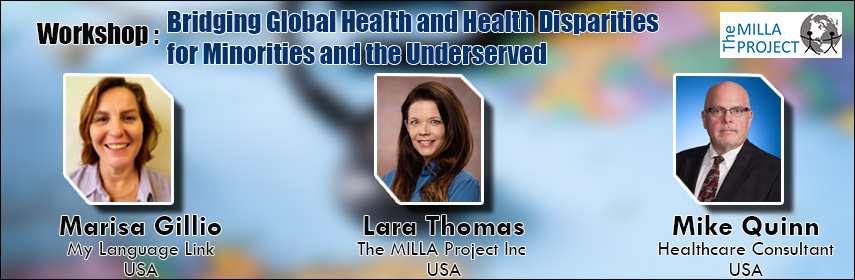 Workshop : Bridging Global Health and Health Disparities
for Minorities and the Underserved
The MILLA
PROJECT
Marisa Gillio
My Language Link
USA
Lara Thomas
The MILLA Project Inc
USA
Mike Quinn
Healthcare Consultant
USA